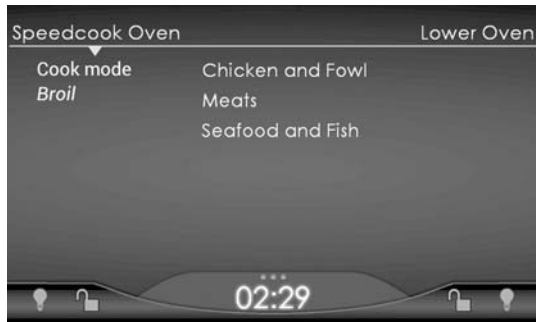 Speedcook Oven Lower Oven
Cook mode Chicken and Fowl
Broil Meats
Seafood and Fish
02:29